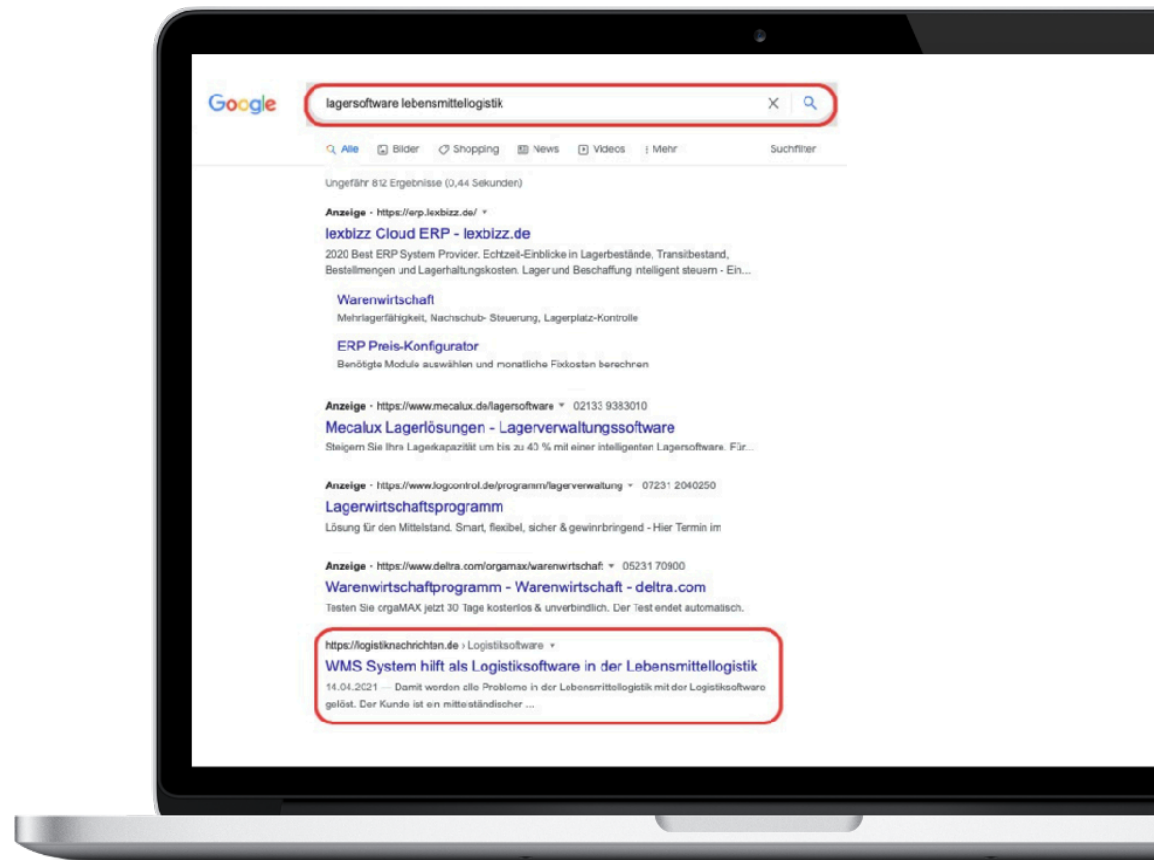 Google
lagersoftware lebensmittellogistik
Alle Bilder Shopping News Videos Mehr Suchfilter
Ungefähr 812 Ergebnisse (0,44 Sekunden)
Anzeige · https://erp.lexbizz.de/
lexbizz Cloud ERP - lexbizz.de
2020 Best ERP System Provicer. Echtzeit-Einblicke in Lagerbestände, Transitbestand,
Bestellmengen und Lagerhaltungskosten. Lager und Beschaffung intelligent steuern - Ein...
Warenwirtschaft
Mehrlagerfähigkeit, Nachschub- Steuerung, Lagerplatz-Kontrolle
ERP Preis-Konfigurator
Benötigte Module auswählen und monatliche Fixkosten berechnen
Anzeige · https://www.mecalux.de/lagersoftware 02133 9383010
Mecalux Lagerlösungen - Lagerverwaltungssoftware
Steigern Sie Ihre Lagerkapazität um bis zu 40 % mit einer intelligenten Lagersoftware. Für...
Anzeige · https://www.logcontrol.de/programm/lagerverwaltung 07231 2040250
Lagerwirtschaftsprogramm
Lösung für den Mittelstand. Smart, flexibel, sicher & gewinnbringend - Hier Termin im
Anzeige · https://www.deltra.com/orgamax/warenwirtschaft 05231 70900
Warenwirtschaftprogramm - Warenwirtschaft - deltra.com
Testen Sie orgaMAX jetzt 30 Tage kostenlos & unverbindlich. Der Test endet automatisch.
https://logistiknachrichten.de › Logistiksoftware
WMS System hilft als Logistiksoftware in der Lebensmittellogistik
14.04.2021 — Damit werden alle Probleme in der Lebensmittellogistik mit der Logistiksoftware
gelöst. Der Kunde ist ein mittelständischer ...